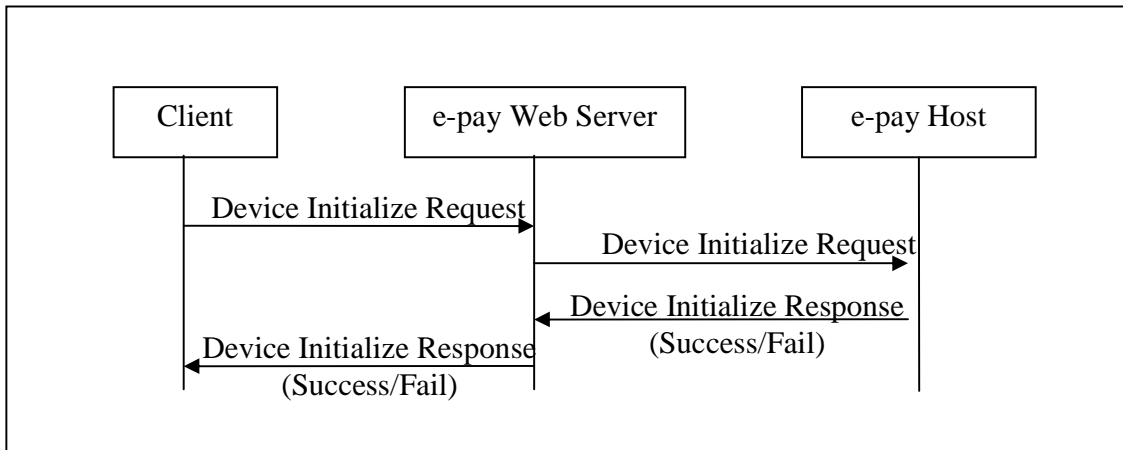 Client
e-pay Web Server
e-pay Host
Device Initialize Request
Device Initialize Request
Device Initialize Response
(Success/Fail)
Device Initialize Response
(Success/Fail)